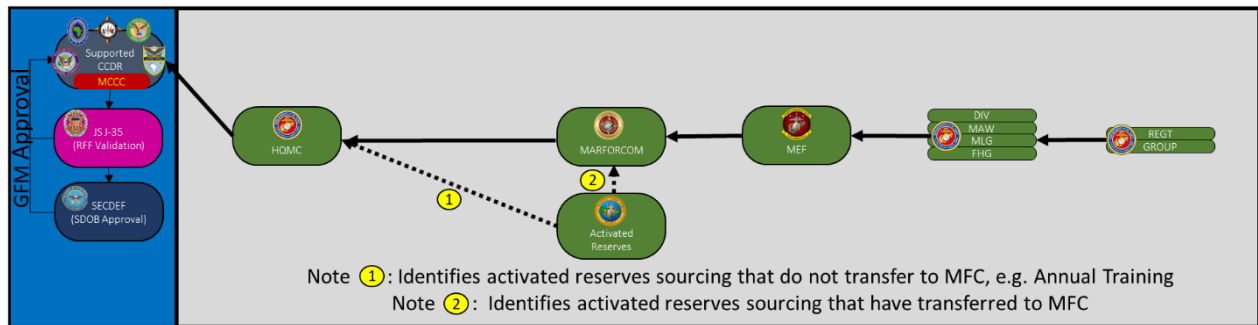 GFM Approval
Supported
CCDR
MCCC
JS J-35
(RFF Validation)
SECDEF
(SDOB Approval)
HQMC
MARFORCOM
MEF
DIV
MAW
MLG
FHG
REGT
GROUP
1
2
Activated
Reserves
Note 1: Identifies activated reserves sourcing that do not transfer to MFC, e.g. Annual Training
Note 2: Identifies activated reserves sourcing that have transferred to MFC